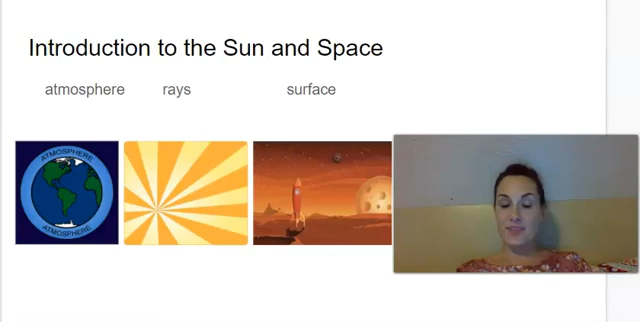 Introduction to the Sun and Space
atmosphere rays surface
ATMOSPHERE
ATMOSPHERE